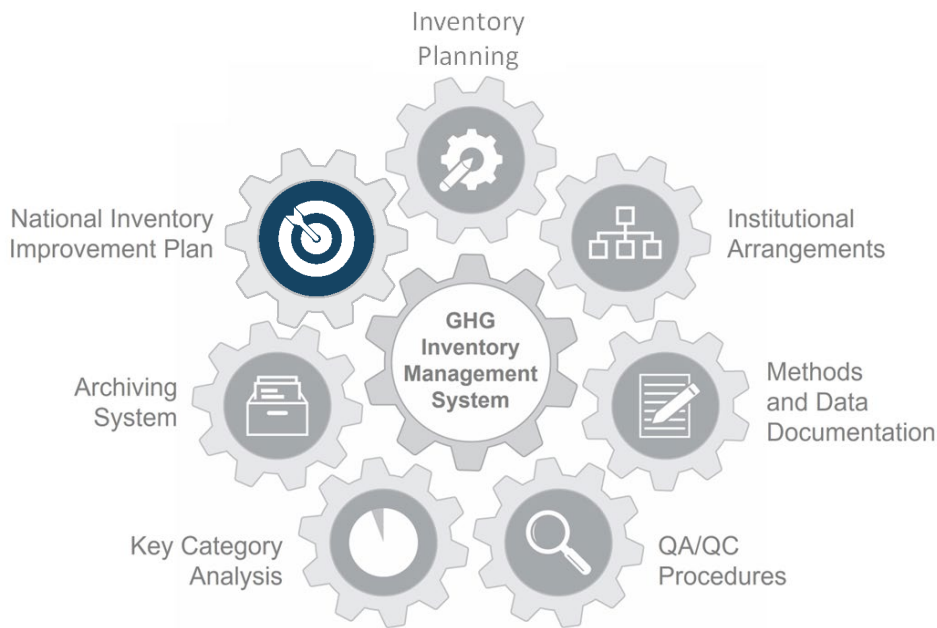 Inventory
Planning
National Inventory
Improvement Plan
Institutional
Arrangements
GHG
Inventory
Management
System
Archiving
System
Methods
and Data
Documentation
Key Category
Analysis
QA/QC
Procedures